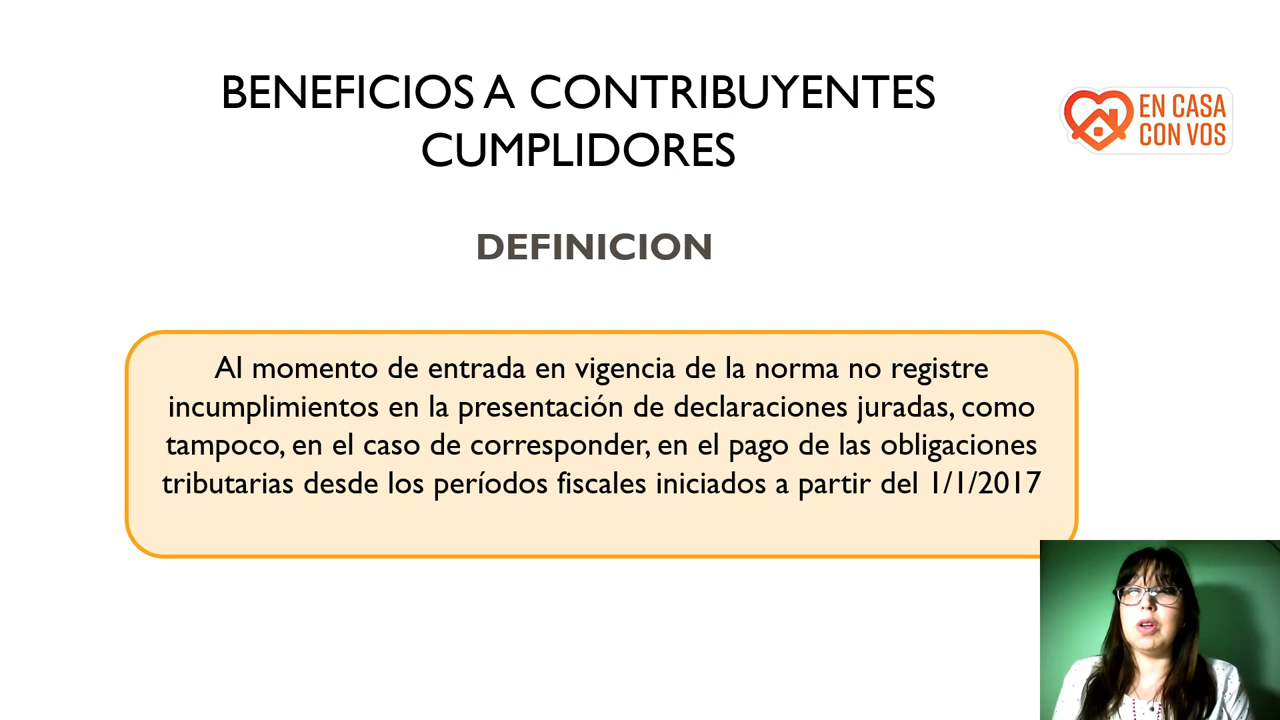 BENEFICIOS A CONTRIBUYENTES
CUMPLIDORES
EN CASA
CON VOS
DEFINICION
Al momento de entrada en vigencia de la norma no registre
incumplimientos en la presentación de declaraciones juradas, como
tampoco, en el caso de corresponder, en el pago de las obligaciones
tributarias desde los períodos fiscales iniciados a partir del 1/1/2017